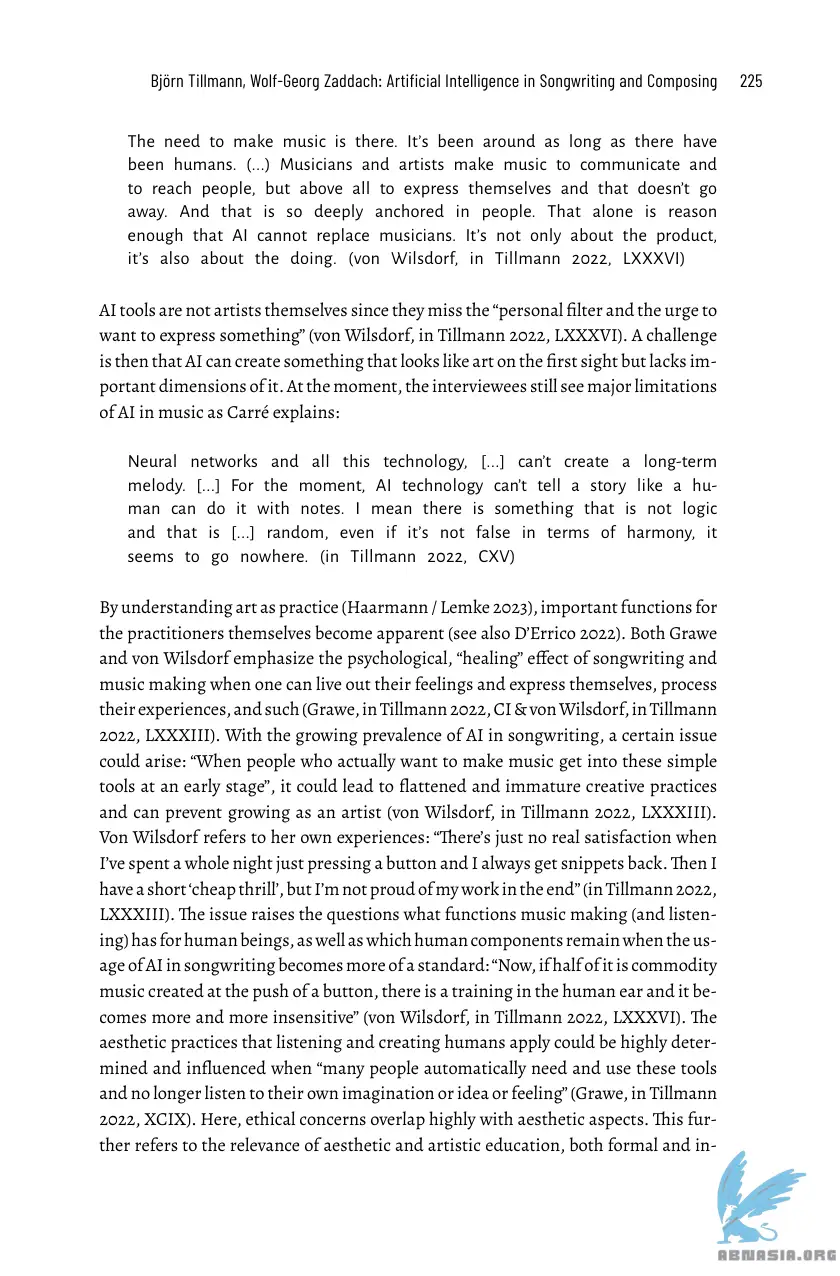 Björn Tillmann, Wolf-Georg Zaddach: Artificial Intelligence in Songwriting and Composing 225
The need to make music is there. It's been around as long as there have
been humans. (...) Musicians and artists make music to communicate and
to reach people, but above all to express themselves and that doesn't go
away. And that is so deeply anchored in people. That alone is reason
enough that AI cannot replace musicians. It's not only about the product,
it's also about the doing. (von Wilsdorf, in Tillmann 2022, LXXXVI)
AI tools are not artists themselves since they miss the “personal filter and the urge to
want to express something” (von Wilsdorf, in Tillmann 2022, LXXXVI). A challenge
is then that AI can create something that looks like art on the first sight but lacks im-
portant dimensions of it. At the moment, the interviewees still see major limitations
of AI in music as Carré explains:
Neural networks and all this technology, [...] can't create a long-term
melody. [...] For the moment, AI technology can't tell a story like a hu-
man can do it with notes. I mean there is something that is not logic
and that is [...] random, even if it's not false in terms of harmony, it
seems to go nowhere. (in Tillmann 2022, CXV)
By understanding art as practice (Haarmann / Lemke 2023), important functions for
the practitioners themselves become apparent (see also D'Errico 2022). Both Grawe
and von Wilsdorf emphasize the psychological, “healing” effect of songwriting and
music making when one can live out their feelings and express themselves, process
their experiences, and such (Grawe, in Tillmann 2022, CI & von Wilsdorf, in Tillmann
2022, LXXXIII). With the growing prevalence of AI in songwriting, a certain issue
could arise: “When people who actually want to make music get into these simple
tools at an early stage”, it could lead to flattened and immature creative practices
and can prevent growing as an artist (von Wilsdorf, in Tillmann 2022, LXXXIII).
Von Wilsdorf refers to her own experiences: “There's just no real satisfaction when
I've spent a whole night just pressing a button and I always get snippets back. Then I
have a short ‘cheap thrill’, but I'm not proud of my work in the end” (in Tillmann 2022,
LXXXIII). The issue raises the questions what functions music making (and listen-
ing) has for human beings, as well as which human components remain when the us-
age of AI in songwriting becomes more of a standard: “Now, if half of it is commodity
music created at the push of a button, there is a training in the human ear and it be-
comes more and more insensitive” (von Wilsdorf, in Tillmann 2022, LXXXVI). The
aesthetic practices that listening and creating humans apply could be highly deter-
mined and influenced when “many people automatically need and use these tools
and no longer listen to their own imagination or idea or feeling” (Grawe, in Tillmann
2022, XCIX). Here, ethical concerns overlap highly with aesthetic aspects. This fur-
ther refers to the relevance of aesthetic and artistic education, both formal and in-
ABNASIA.ORG